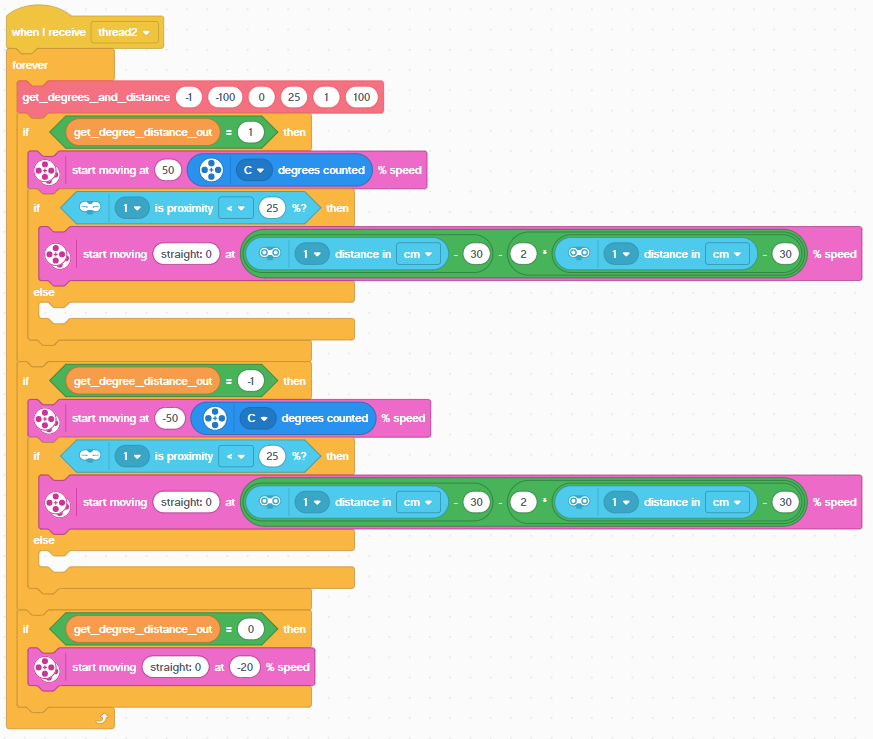 when I receive thread2
forever
get_degrees_and_distance -1 -100 0 25 1 100
if get_degree_distance_out = 1 then
start moving at 50 C degrees counted % speed
if 1 is proximity < 25 %? then
start moving straight: 0 at 1 distance in cm - 30 - 2 * 1 distance in cm - 30 % speed
else
if get_degree_distance_out = -1 then
start moving at -50 C degrees counted % speed
if 1 is proximity < 25 %? then
start moving straight: 0 at 1 distance in cm - 30 - 2 * 1 distance in cm - 30 % speed
else
if get_degree_distance_out = 0 then
start moving straight: 0 at -20 % speed